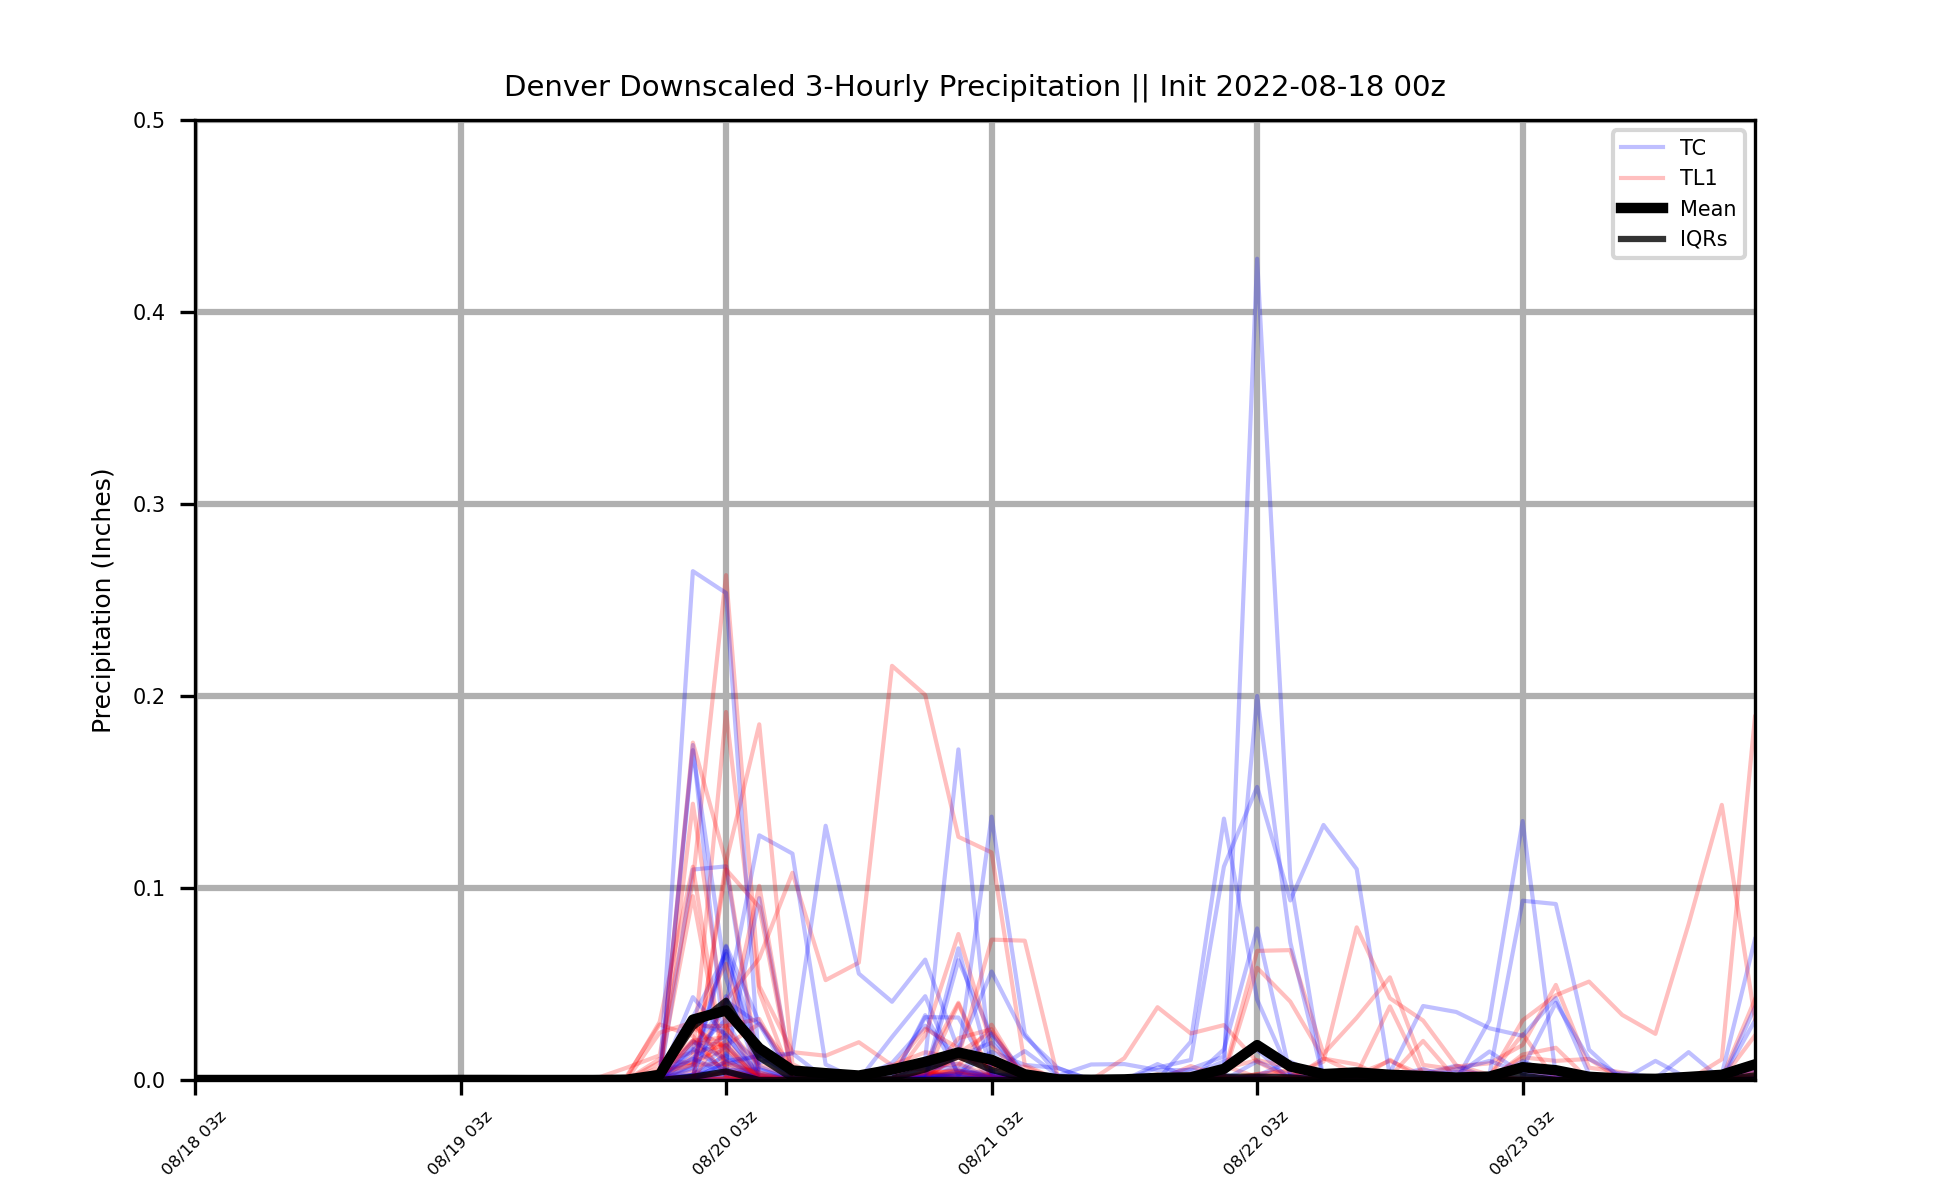 Denver Downscaled 3-Hourly Precipitation || Init 2022-08-18 00z
TC
TL1
Mean
IQRs
Precipitation (Inches)
0.5
0.4
0.3
0.2
0.1
0.0
08/18 03z
08/19 03z
08/20 03z
08/21 03z
08/22 03z
08/23 03z